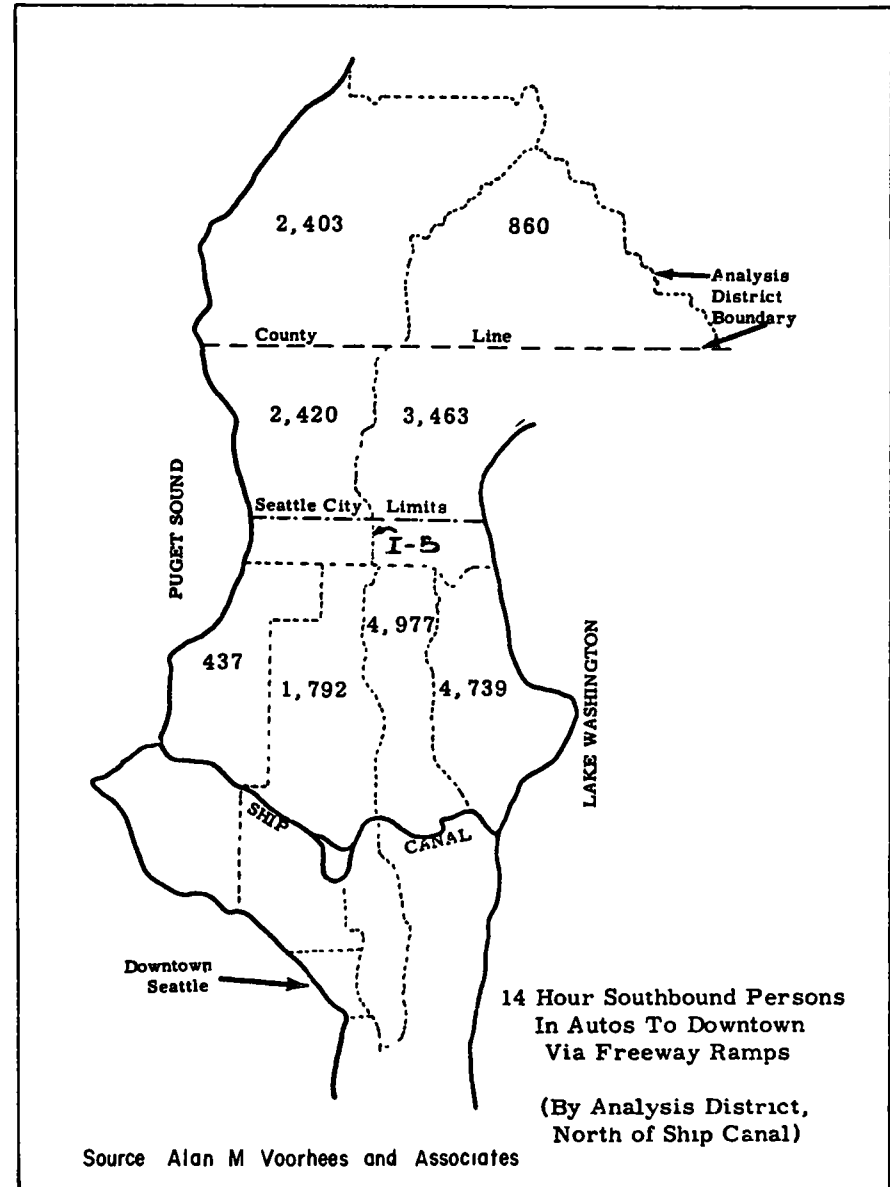 2,403
860
Analysis
District
Boundary
County Line
2,420
3,463
PUGET SOUND
Seattle City Limits
I-5
4,977
437
1,792
4,739
LAKE WASHINGTON
SHIP
CANAL
Downtown
Seattle
14 Hour Southbound Persons
In Autos To Downtown
Via Freeway Ramps
(By Analysis District,
North of Ship Canal)
Source Alan M Voorhees and Associates